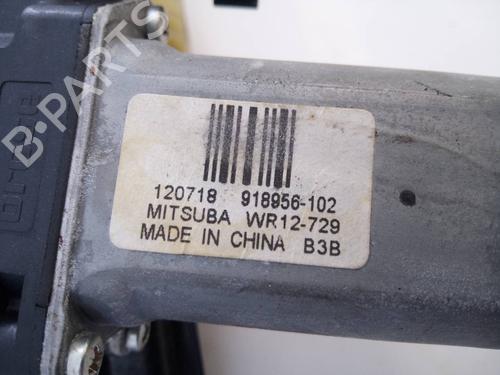 120718 918956-102
MITSUBA WR12-729
MADE IN CHINA B3B
B-PARTS